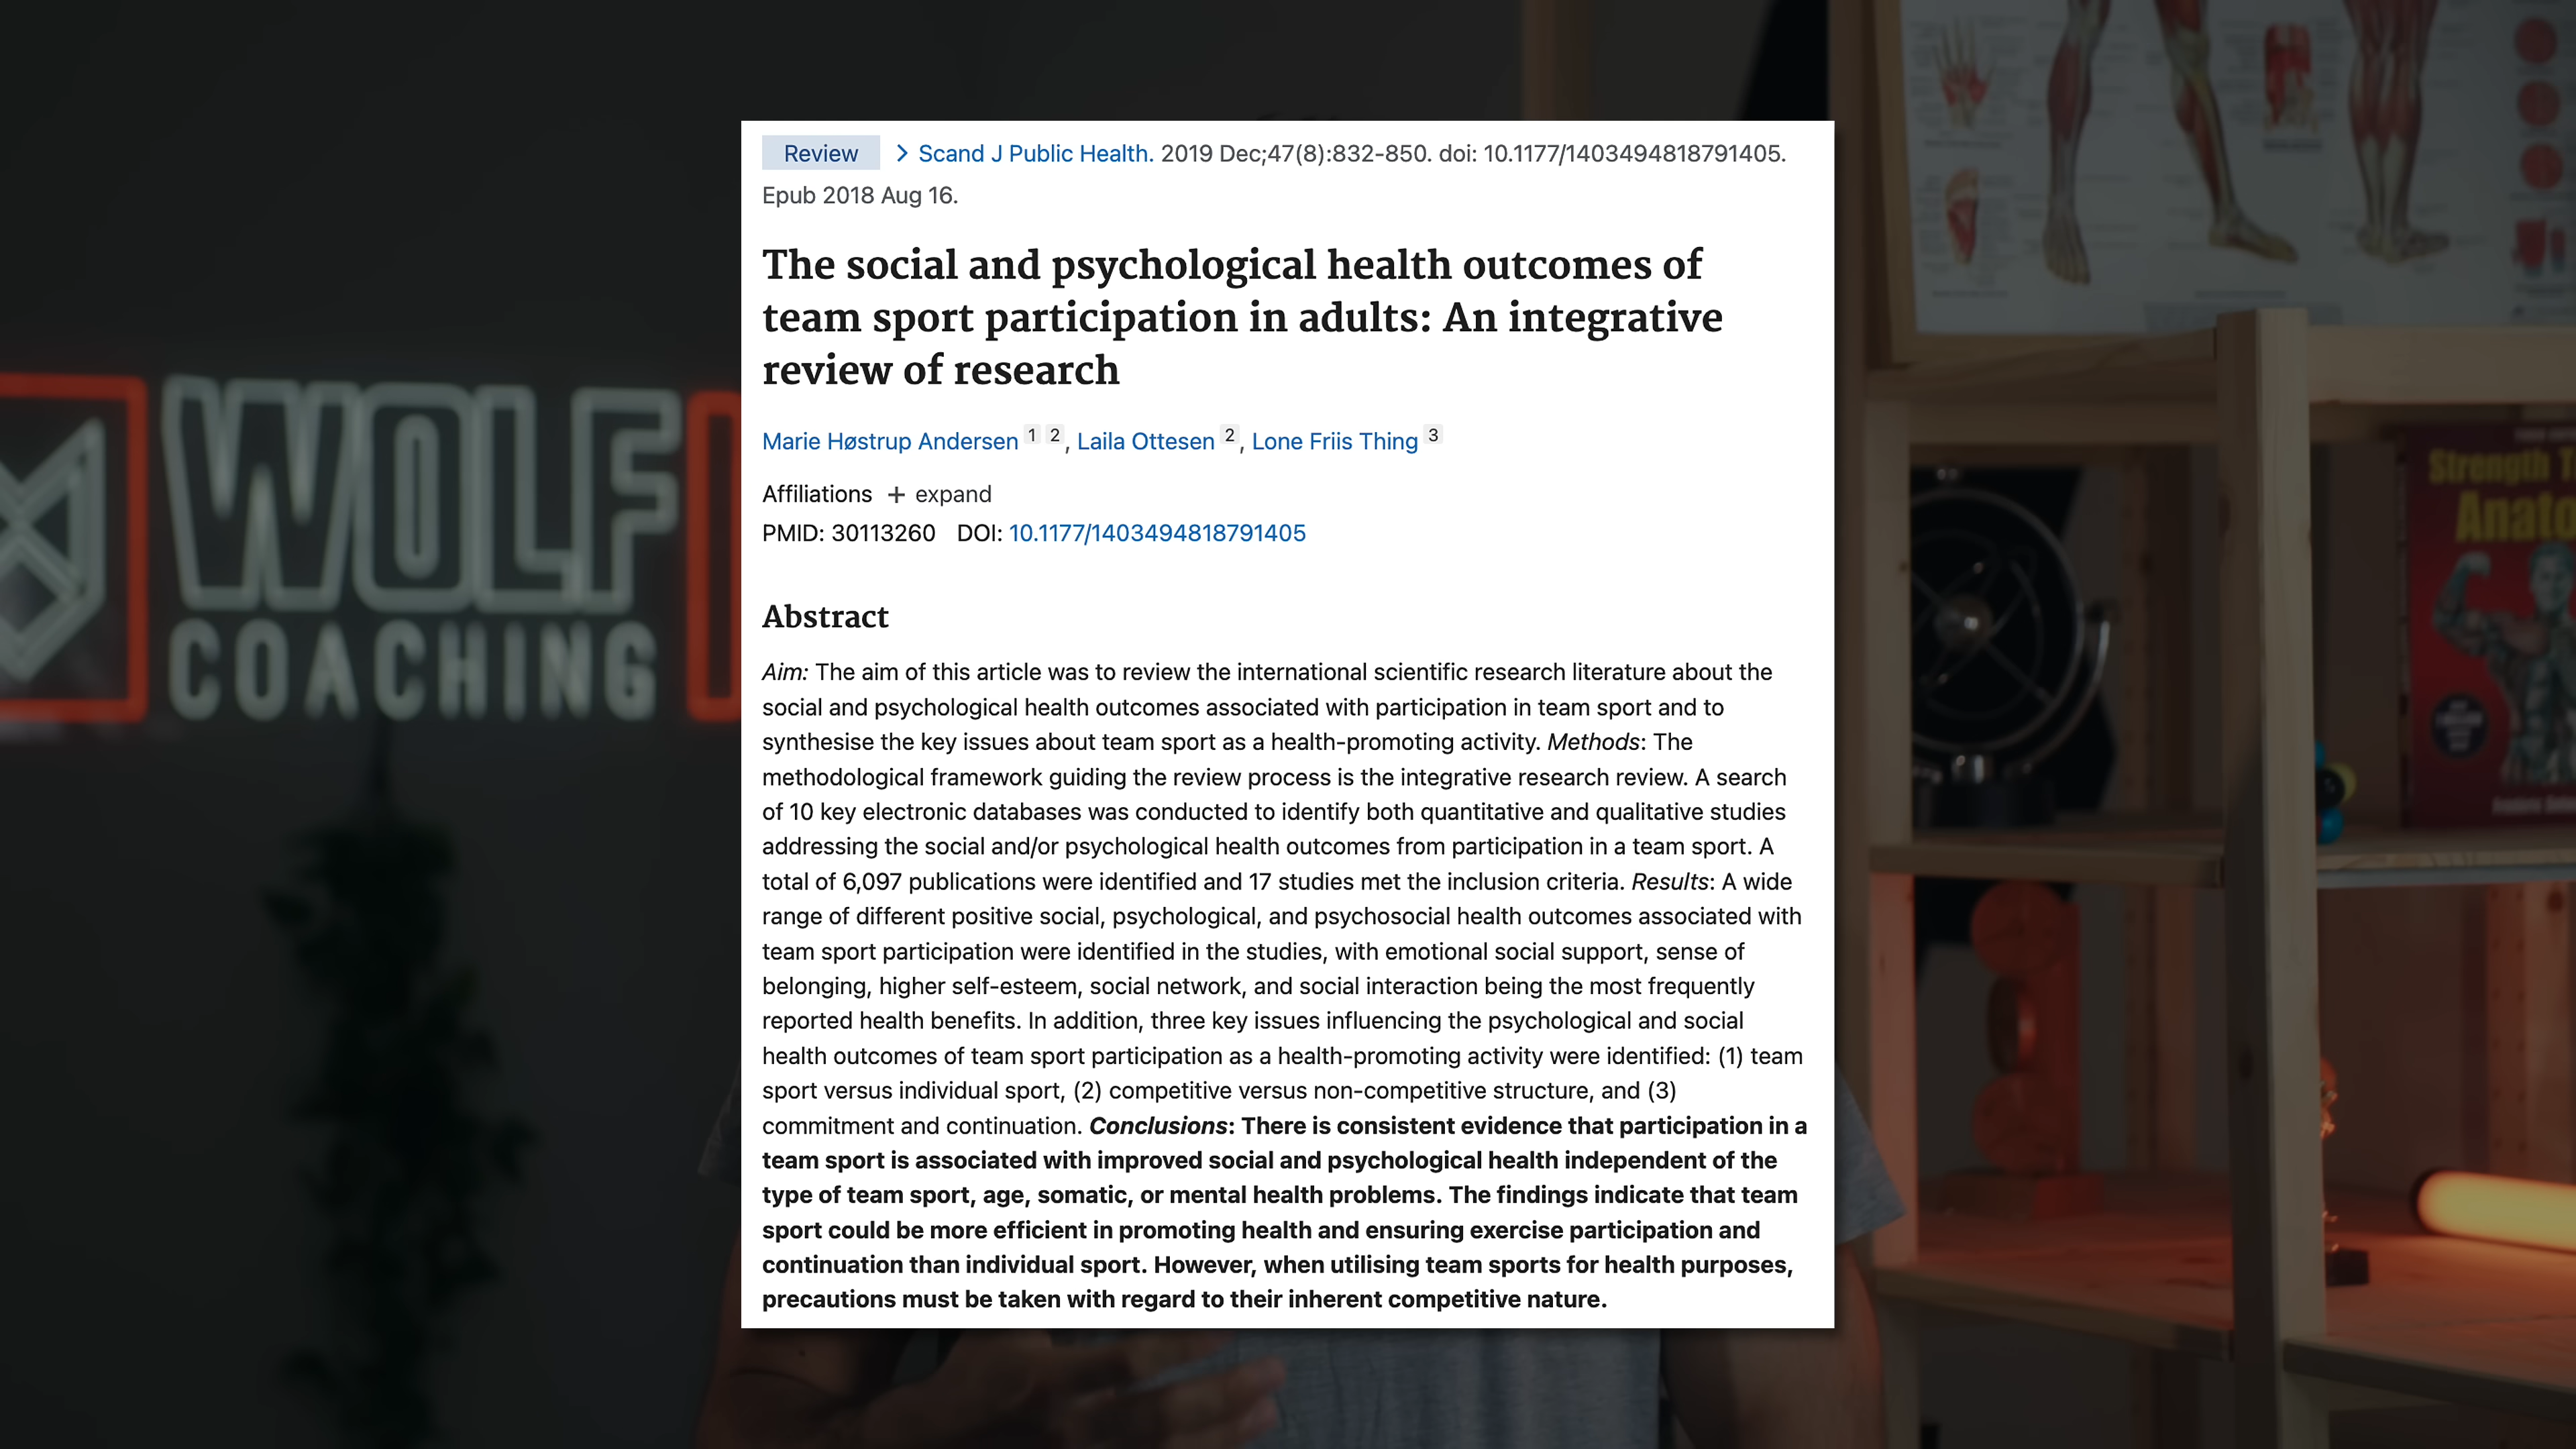 Review > Scand J Public Health. 2019 Dec;47(8):832-850. doi: 10.1177/1403494818791405.
Epub 2018 Aug 16.
The social and psychological health outcomes of
team sport participation in adults: An integrative
review of research
Marie Høstrup Andersen 1 2, Laila Ottesen 2, Lone Friis Thing 3
Affiliations + expand
PMID: 30113260 DOI: 10.1177/1403494818791405
Abstract
Aim: The aim of this article was to review the international scientific research literature about the
social and psychological health outcomes associated with participation in team sport and to
synthesise the key issues about team sport as a health-promoting activity. Methods: The
methodological framework guiding the review process is the integrative research review. A search
of 10 key electronic databases was conducted to identify both quantitative and qualitative studies
addressing the social and/or psychological health outcomes from participation in a team sport. A
total of 6,097 publications were identified and 17 studies met the inclusion criteria. Results: A wide
range of different positive social, psychological, and psychosocial health outcomes associated with
team sport participation were identified in the studies, with emotional social support, sense of
belonging, higher self-esteem, social network, and social interaction being the most frequently
reported health benefits. In addition, three key issues influencing the psychological and social
health outcomes of team sport participation as a health-promoting activity were identified: (1) team
sport versus individual sport, (2) competitive versus non-competitive structure, and (3)
commitment and continuation. Conclusions: There is consistent evidence that participation in a
team sport is associated with improved social and psychological health independent of the
type of team sport, age, somatic, or mental health problems. The findings indicate that team
sport could be more efficient in promoting health and ensuring exercise participation and
continuation than individual sport. However, when utilising team sports for health purposes,
precautions must be taken with regard to their inherent competitive nature.
WOLF
COACHING
Strength
Anato